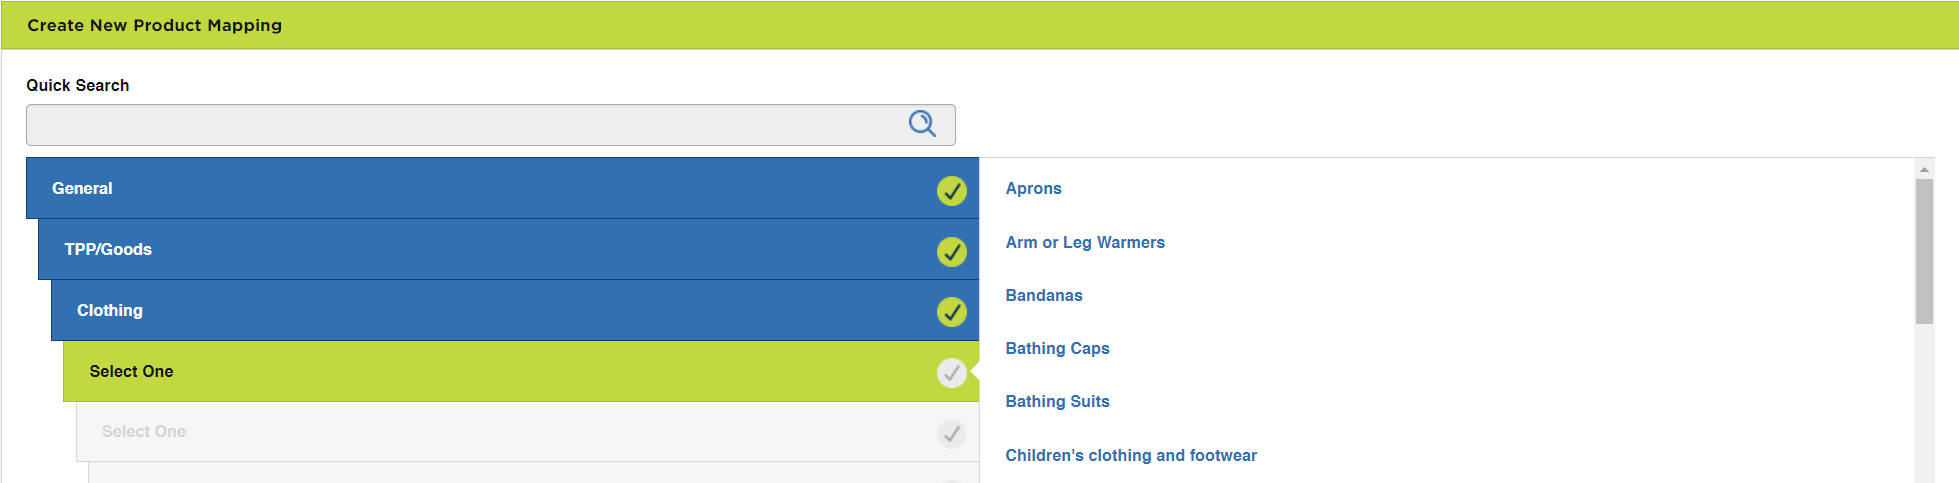 Create New Product Mapping
Quick Search
General
TPP/Goods
Clothing
Select One
Select One
Aprons
Arm or Leg Warmers
Bandanas
Bathing Caps
Bathing Suits
Children's clothing and footwear